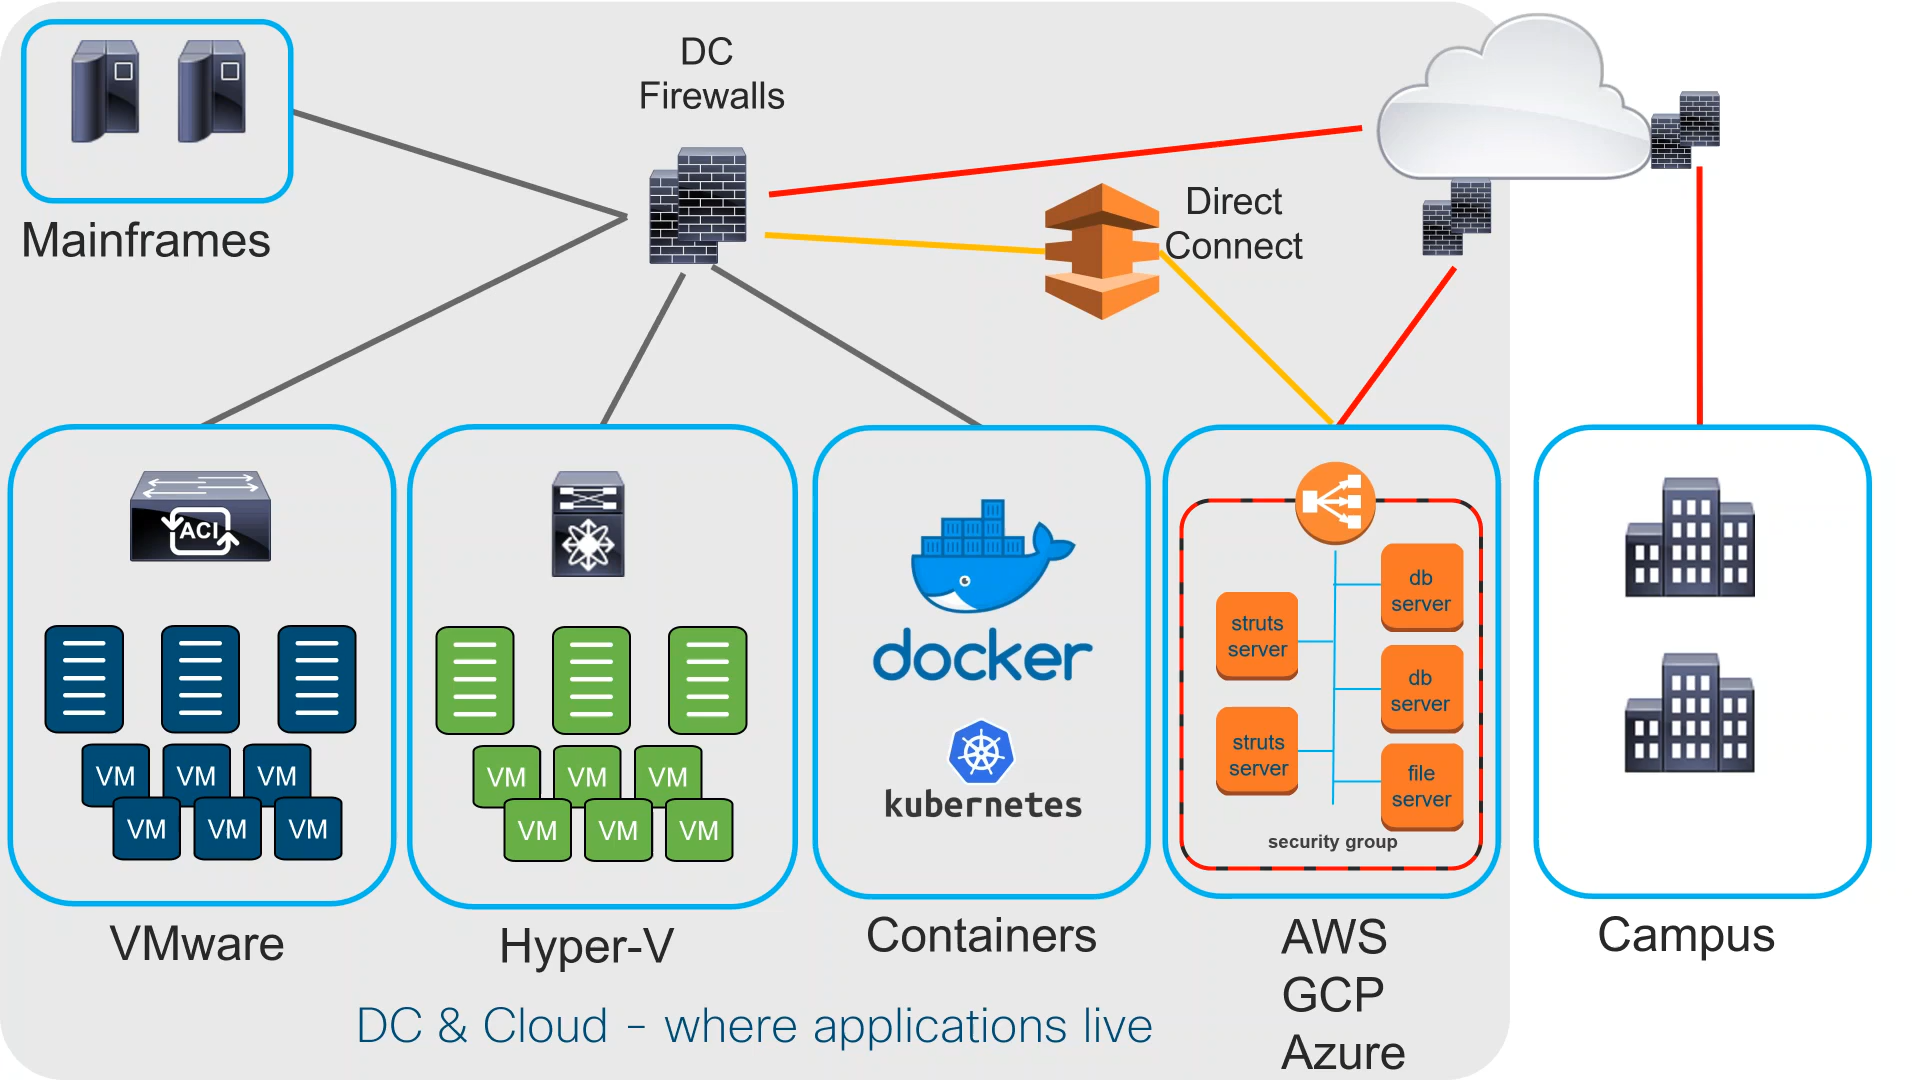 DC
Firewalls
Mainframes
Direct
Connect
ACI
VM VM VM
VM VM VM
VMware
VM VM VM
VM VM VM
Hyper-V
docker
kubernetes
Containers
struts
server
struts
server
db
server
db
server
file
server
security group
AWS
GCP
Azure
Campus
DC & Cloud - where applications live